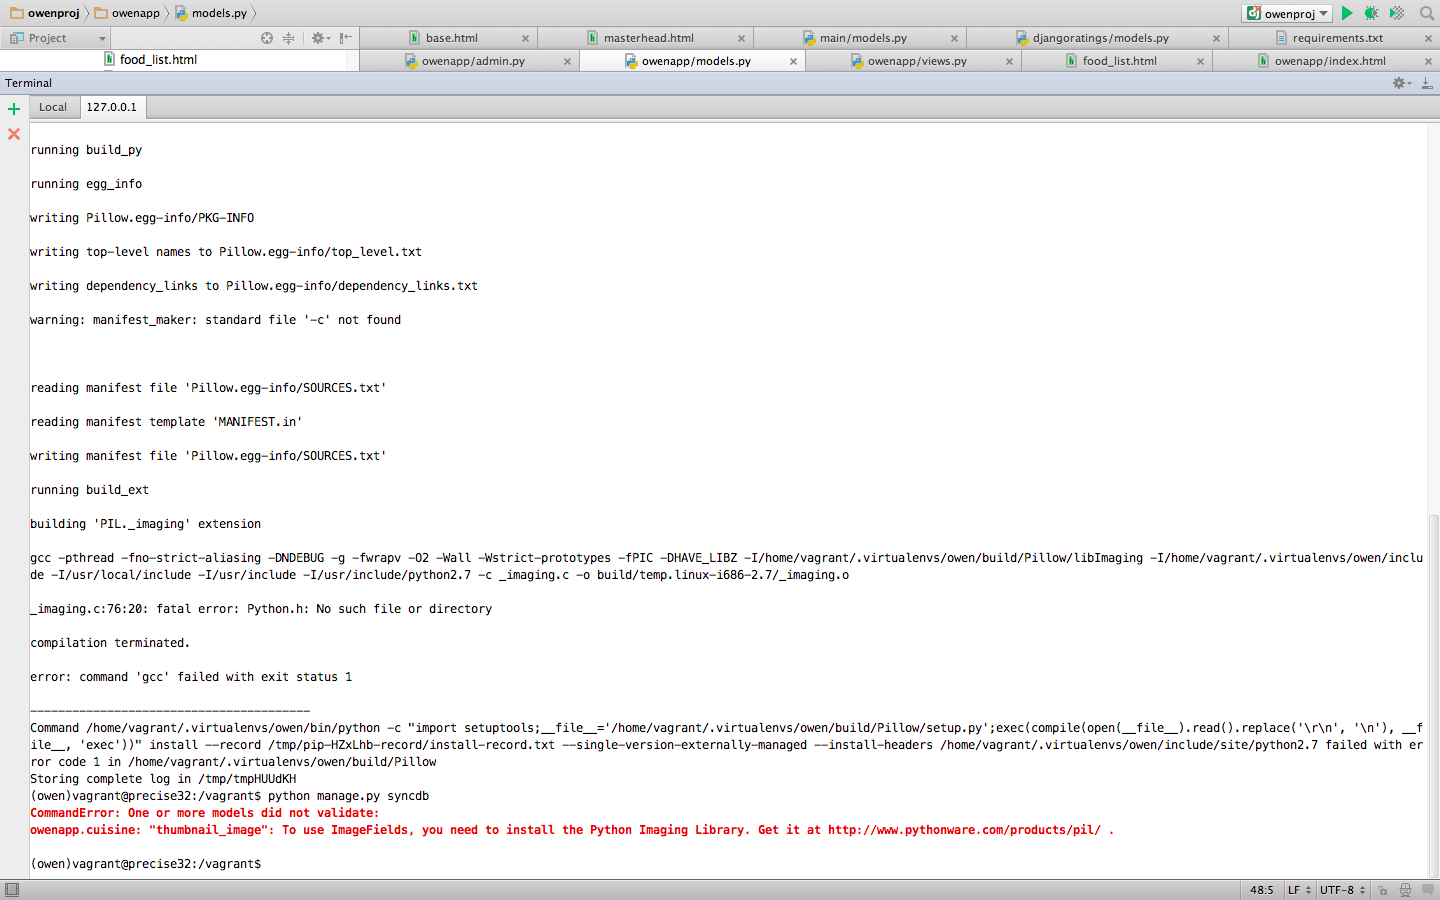 owenproj owenapp models.py owenproj
Project base.html masterhead.html main/models.py djangoratings/models.py requirements.txt
food_list.html owenapp/admin.py owenapp/models.py owenapp/views.py food_list.html owenapp/index.html
Terminal
Local 127.0.0.1
running build_py
running egg_info
writing Pillow.egg-info/PKG-INFO
writing top-level names to Pillow.egg-info/top_level.txt
writing dependency_links to Pillow.egg-info/dependency_links.txt
warning: manifest_maker: standard file '-c' not found
reading manifest file 'Pillow.egg-info/SOURCES.txt'
reading manifest template 'MANIFEST.in'
writing manifest file 'Pillow.egg-info/SOURCES.txt'
running build_ext
building 'PIL._imaging' extension
gcc -pthread -fno-strict-aliasing -DNDEBUG -g -fwrapv -O2 -Wall -Wstrict-prototypes -fPIC -DHAVE_LIBZ -I/home/vagrant/.virtualenvs/owen/build/Pillow/libImaging -I/home/vagrant/.virtualenvs/owen/inclu
de -I/usr/local/include -I/usr/include -I/usr/include/python2.7 -c _imaging.c -o build/temp.linux-i686-2.7/_imaging.o
_imaging.c:76:20: fatal error: Python.h: No such file or directory
compilation terminated.
error: command 'gcc' failed with exit status 1
----------------------------------------
Command /home/vagrant/.virtualenvs/owen/bin/python -c "import setuptools;__file__='/home/vagrant/.virtualenvs/owen/build/Pillow/setup.py';exec(compile(open(__file__).read().replace('\r\n', '\n'), __f
ile__, 'exec'))" install --record /tmp/pip-HZxLhb-record/install-record.txt --single-version-externally-managed --install-headers /home/vagrant/.virtualenvs/owen/include/site/python2.7 failed with er
ror code 1 in /home/vagrant/.virtualenvs/owen/build/Pillow
Storing complete log in /tmp/tmpHUUdKH
(owen)vagrant@precise32:/vagrant$ python manage.py syncdb
CommandError: One or more models did not validate:
owenapp.cuisine: "thumbnail_image": To use ImageFields, you need to install the Python Imaging Library. Get it at http://www.pythonware.com/products/pil/ .
(owen)vagrant@precise32:/vagrant$
48:5 LF UTF-8